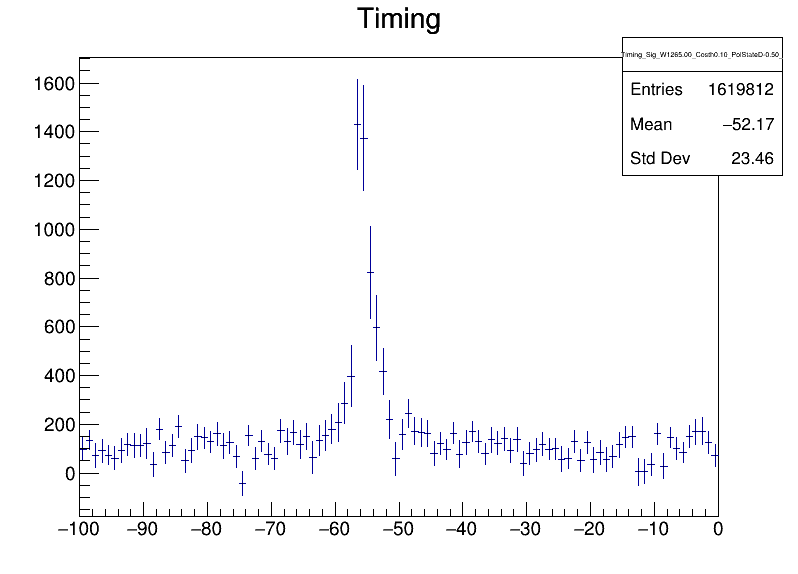 Timing
Timing_Sig_W1265.00_Costh0.10_PolStateD-0.50_
Entries 1619812
Mean −52.17
Std Dev 23.46
1600
1400
1200
1000
800
600
400
200
0
−100 −90 −80 −70 −60 −50 −40 −30 −20 −10 0